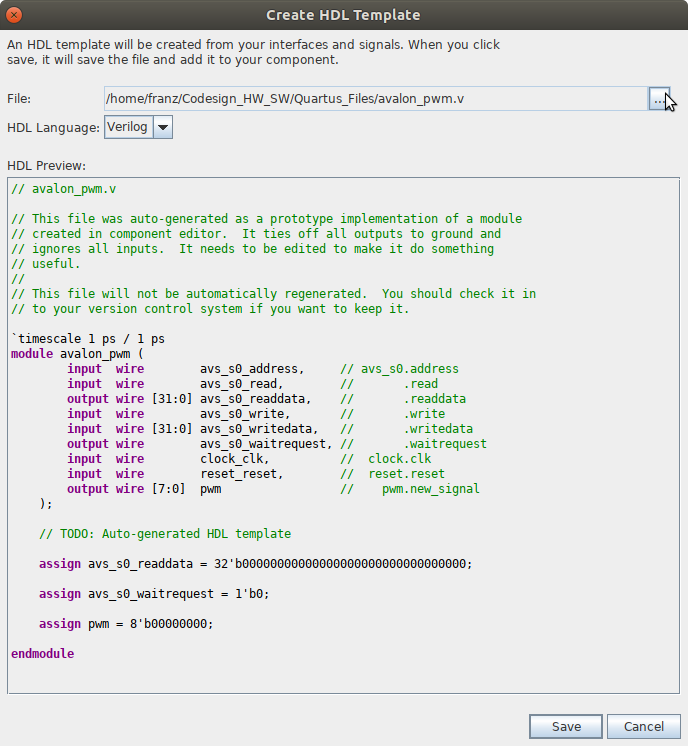 Create HDL Template
An HDL template will be created from your interfaces and signals. When you click
save, it will save the file and add it to your component.
File: /home/franz/Codesign_HW_SW/Quartus_Files/avalon_pwm.v ...
HDL Language: Verilog
HDL Preview:
// avalon_pwm.v
// This file was auto-generated as a prototype implementation of a module
// created in component editor.  It ties off all outputs to ground and
// ignores all inputs.  It needs to be edited to make it do something
// useful.
//
// This file will not be automatically regenerated.  You should check it in
// to your version control system if you want to keep it.
`timescale 1 ps / 1 ps
module avalon_pwm (
        input  wire        avs_s0_address,     // avs_s0.address
        input  wire        avs_s0_read,        //       .read
        output wire [31:0] avs_s0_readdata,    //       .readdata
        input  wire        avs_s0_write,       //       .write
        input  wire [31:0] avs_s0_writedata,   //       .writedata
        output wire        avs_s0_waitrequest, //       .waitrequest
        input  wire        clock_clk,          //  clock.clk
        input  wire        reset_reset,        //  reset.reset
        output wire [7:0]  pwm                 //    pwm.new_signal
    );
    // TODO: Auto-generated HDL template
    assign avs_s0_readdata = 32'b00000000000000000000000000000000;
    assign avs_s0_waitrequest = 1'b0;
    assign pwm = 8'b00000000;
endmodule
Save Cancel